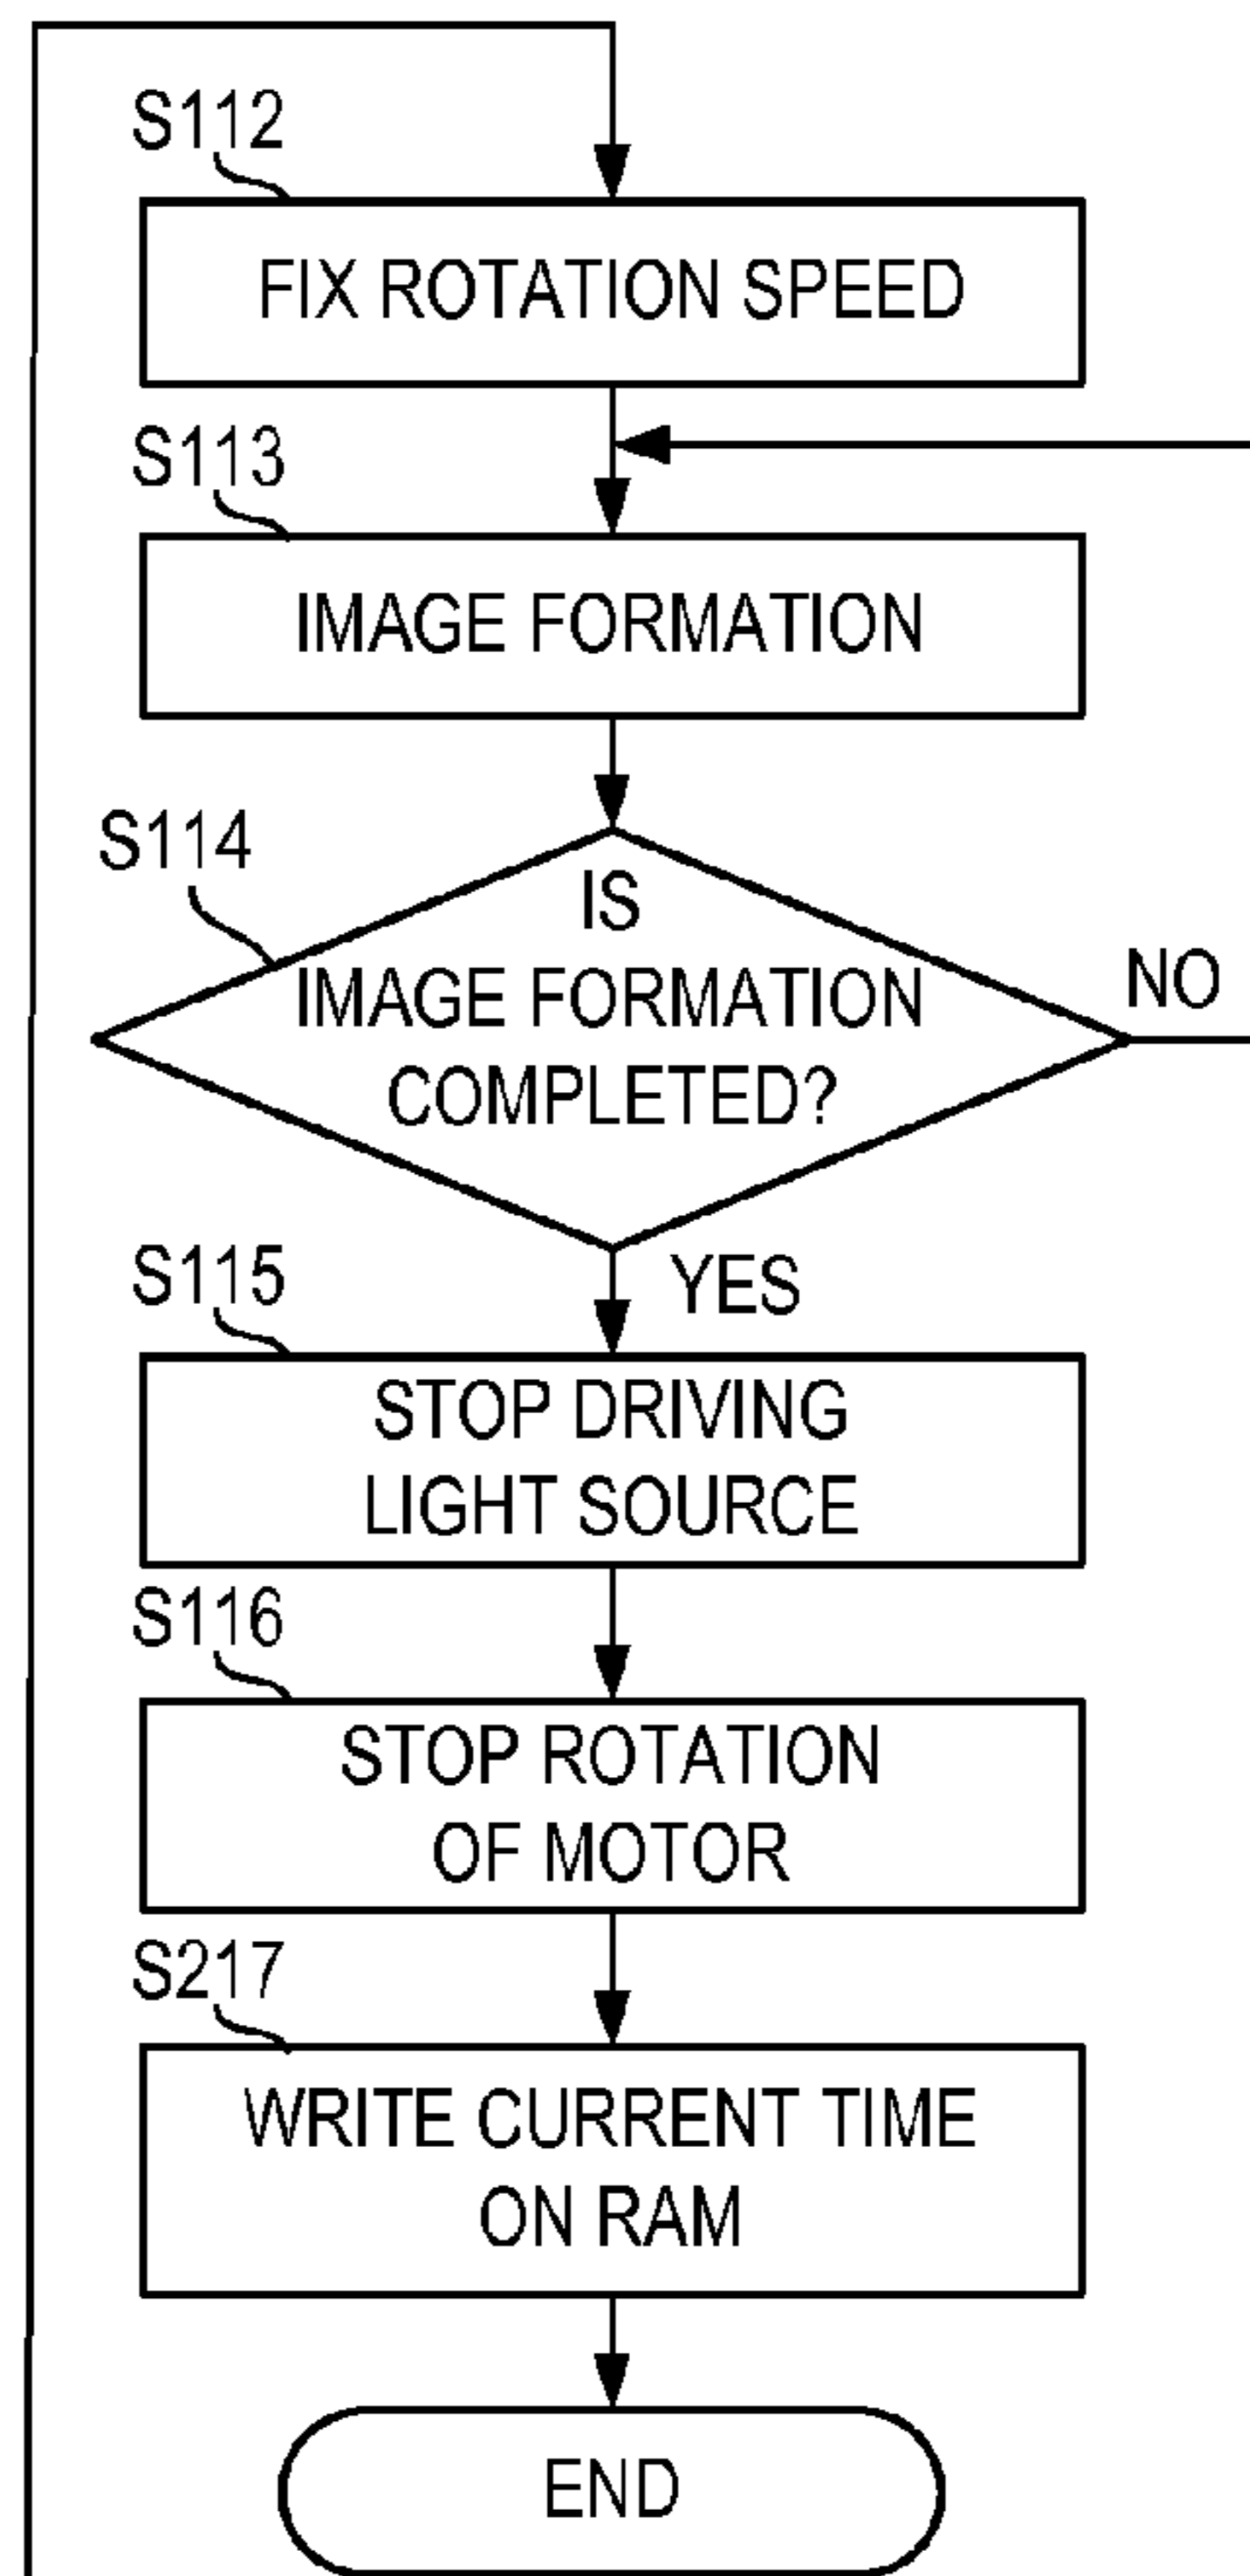 S112
FIX ROTATION SPEED
S113
IMAGE FORMATION
S114
IS
IMAGE FORMATION
COMPLETED?
NO
YES
S115
STOP DRIVING
LIGHT SOURCE
S116
STOP ROTATION
OF MOTOR
S217
WRITE CURRENT TIME
ON RAM
END